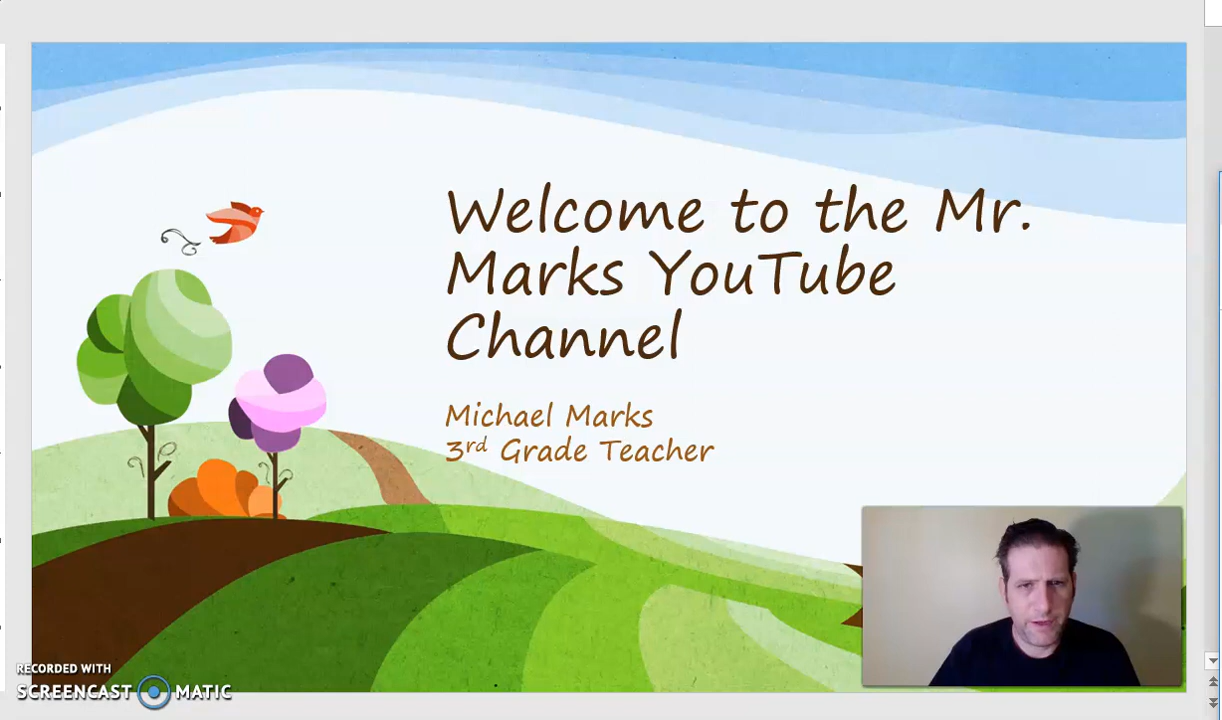 Welcome to the Mr.
Marks YouTube
Channel
Michael Marks
3rd Grade Teacher
RECORDED WITH
SCREENCAST MATIC